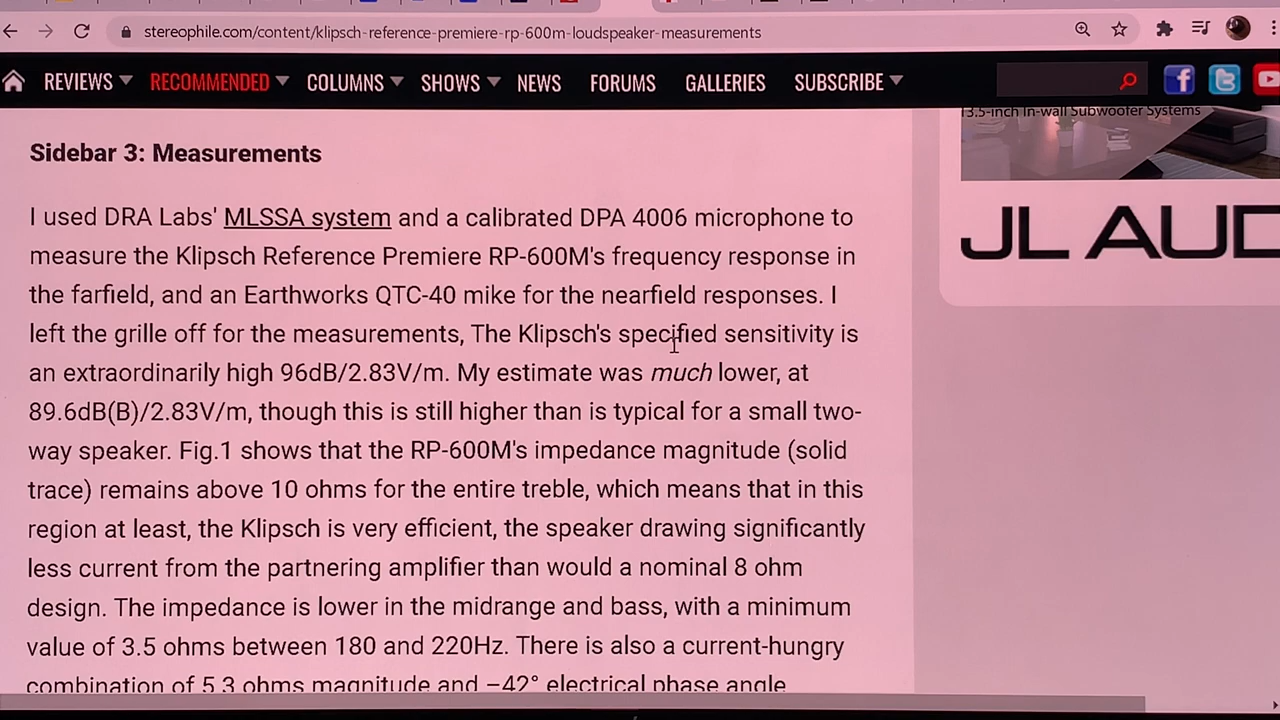 stereophile.com/content/klipsch-reference-premiere-rp-600m-loudspeaker-measurements
REVIEWS RECOMMENDED COLUMNS SHOWS NEWS FORUMS GALLERIES SUBSCRIBE
13.5-inch In-wall Subwoofer Systems
JL AUD
Sidebar 3: Measurements
I used DRA Labs' MLSSA system and a calibrated DPA 4006 microphone to
measure the Klipsch Reference Premiere RP-600M's frequency response in
the farfield, and an Earthworks QTC-40 mike for the nearfield responses. I
left the grille off for the measurements, The Klipsch's specified sensitivity is
an extraordinarily high 96dB/2.83V/m. My estimate was much lower, at
89.6dB(B)/2.83V/m, though this is still higher than is typical for a small two-
way speaker. Fig.1 shows that the RP-600M's impedance magnitude (solid
trace) remains above 10 ohms for the entire treble, which means that in this
region at least, the Klipsch is very efficient, the speaker drawing significantly
less current from the partnering amplifier than would a nominal 8 ohm
design. The impedance is lower in the midrange and bass, with a minimum
value of 3.5 ohms between 180 and 220Hz. There is also a current-hungry
combination of 5.3 ohms magnitude and −42° electrical phase angle